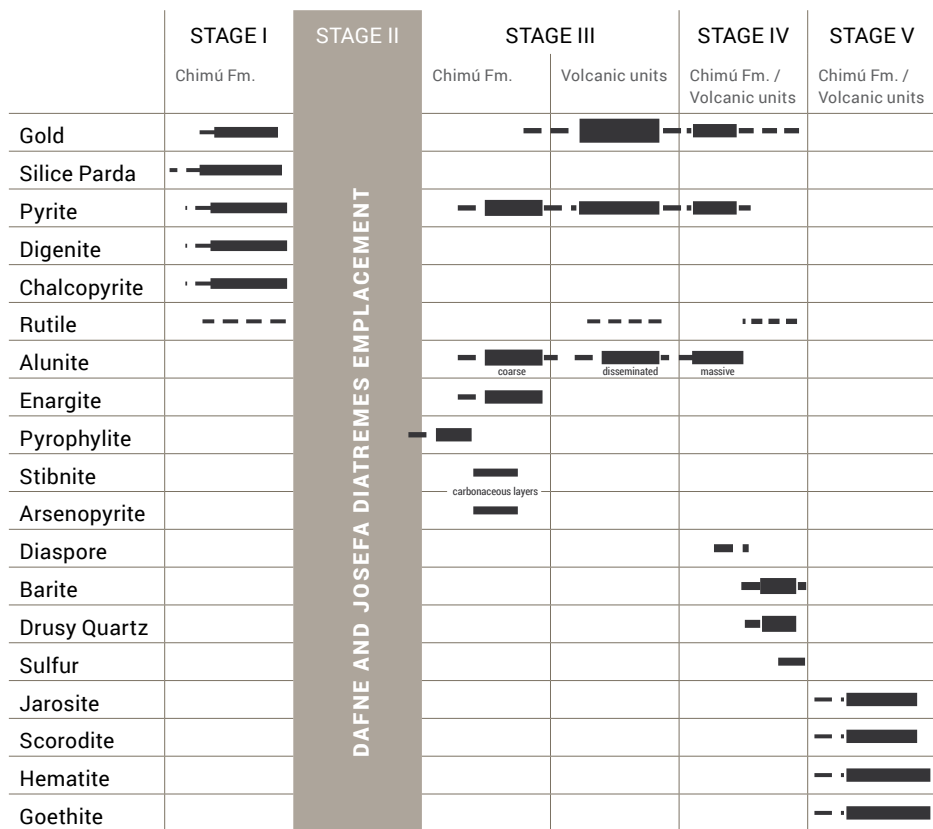 STAGE I STAGE II STAGE III STAGE IV STAGE V
Chimú Fm. Chimú Fm. Volcanic units Chimú Fm. / Chimú Fm. /
Volcanic units Volcanic units
Gold
Silice Parda
Pyrite
Digenite
Chalcopyrite
Rutile
Alunite
coarse disseminated massive
Enargite
Pyrophylite
Stibnite
carbonaceous layers
Arsenopyrite
Diaspore
Barite
Drusy Quartz
Sulfur
Jarosite
Scorodite
Hematite
Goethite
DAFNE AND JOSEFA DIATREMES EMPLACEMENT